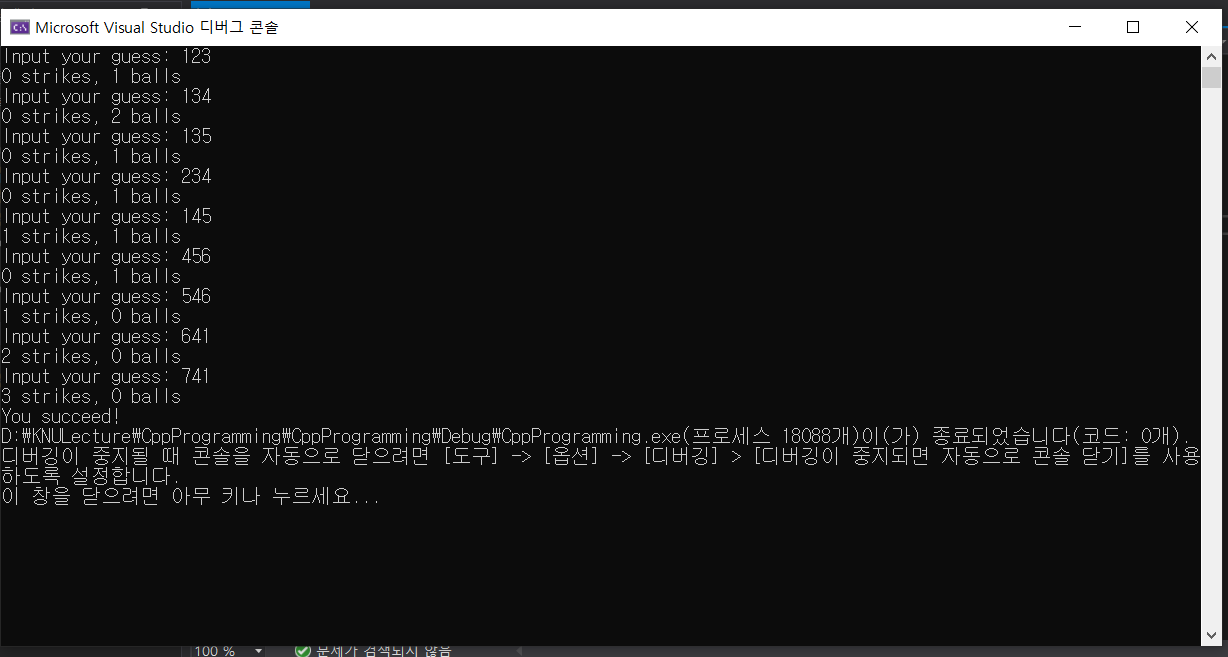 Microsoft Visual Studio 디버그 콘솔
Input your guess: 123
0 strikes, 1 balls
Input your guess: 134
0 strikes, 2 balls
Input your guess: 135
0 strikes, 1 balls
Input your guess: 234
0 strikes, 1 balls
Input your guess: 145
1 strikes, 1 balls
Input your guess: 456
0 strikes, 1 balls
Input your guess: 546
1 strikes, 0 balls
Input your guess: 641
2 strikes, 0 balls
Input your guess: 741
3 strikes, 0 balls
You succeed!
D:₩KNULecture₩CppProgramming₩CppProgramming₩Debug₩CppProgramming.exe(프로세스 18088개)이(가) 종료되었습니다(코드: 0개).
디버깅이 중지될 때 콘솔을 자동으로 닫으려면 [도구] -> [옵션] -> [디버깅] > [디버깅이 중지되면 자동으로 콘솔 닫기]를 사용
하도록 설정합니다.
이 창을 닫으려면 아무 키나 누르세요...
100 % 문제가 검색되지 않음